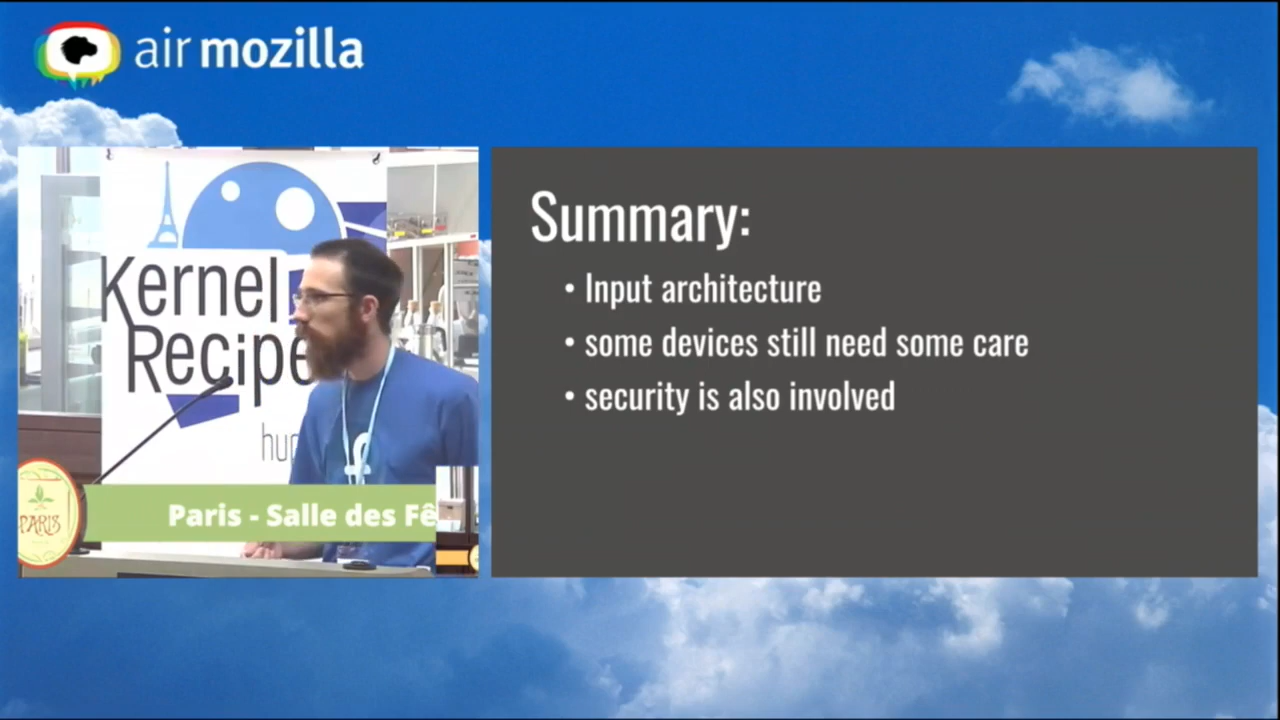 air mozilla
Kernel
Recipe
hu
PARIS
Paris - Salle des Fê
Summary:
• Input architecture
• some devices still need some care
• security is also involved